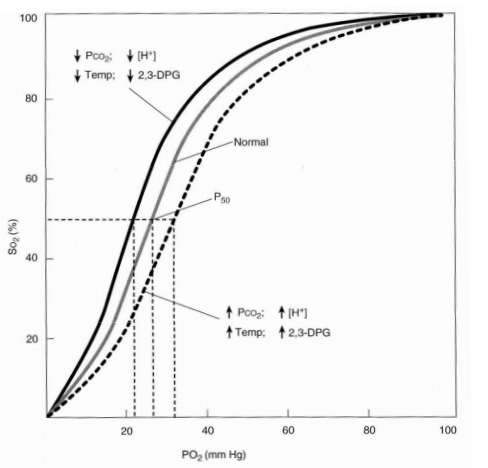 100
↓ PCO₂; ↓ [H⁺]
↓ Temp; ↓ 2,3-DPG
80
Normal
60
P₅₀
SO₂ (%)
40
↑ PCO₂; ↑ [H⁺]
↑ Temp; ↑ 2,3-DPG
20
20 40 60 80 100
PO₂ (mm Hg)